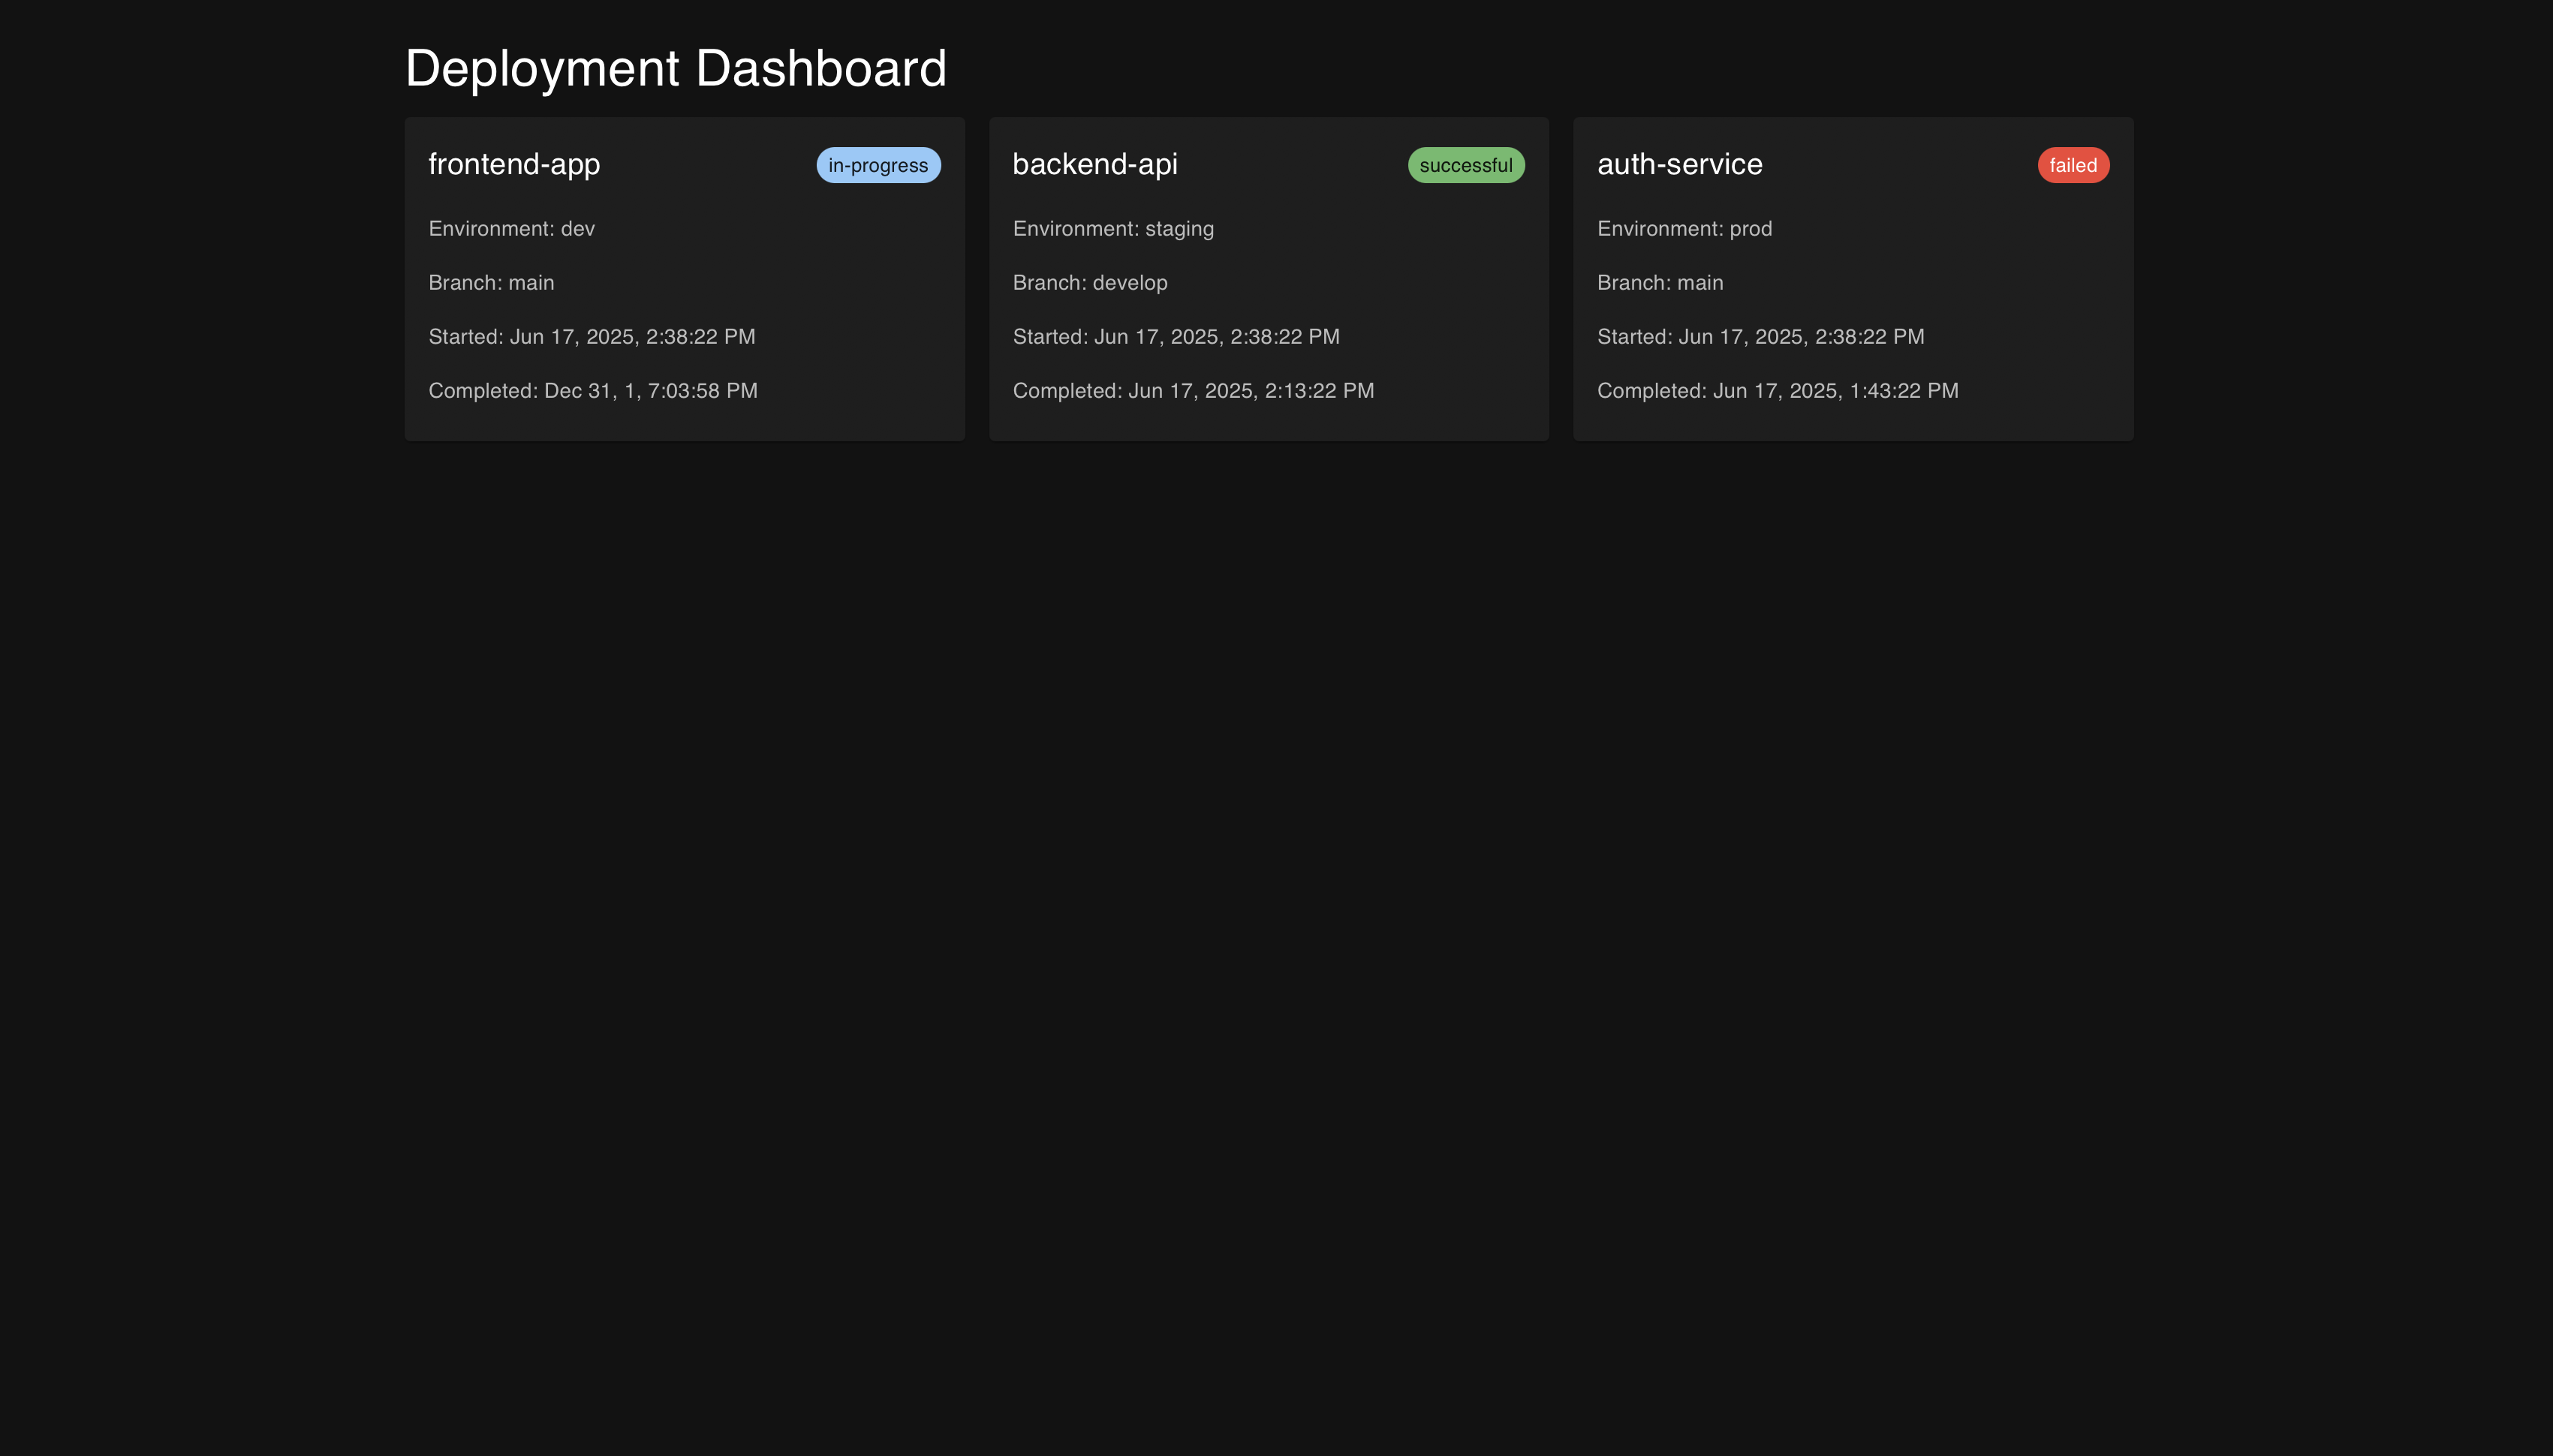 Deployment Dashboard
frontend-app
in-progress
Environment: dev
Branch: main
Started: Jun 17, 2025, 2:38:22 PM
Completed: Dec 31, 1, 7:03:58 PM
backend-api
successful
Environment: staging
Branch: develop
Started: Jun 17, 2025, 2:38:22 PM
Completed: Jun 17, 2025, 2:13:22 PM
auth-service
failed
Environment: prod
Branch: main
Started: Jun 17, 2025, 2:38:22 PM
Completed: Jun 17, 2025, 1:43:22 PM